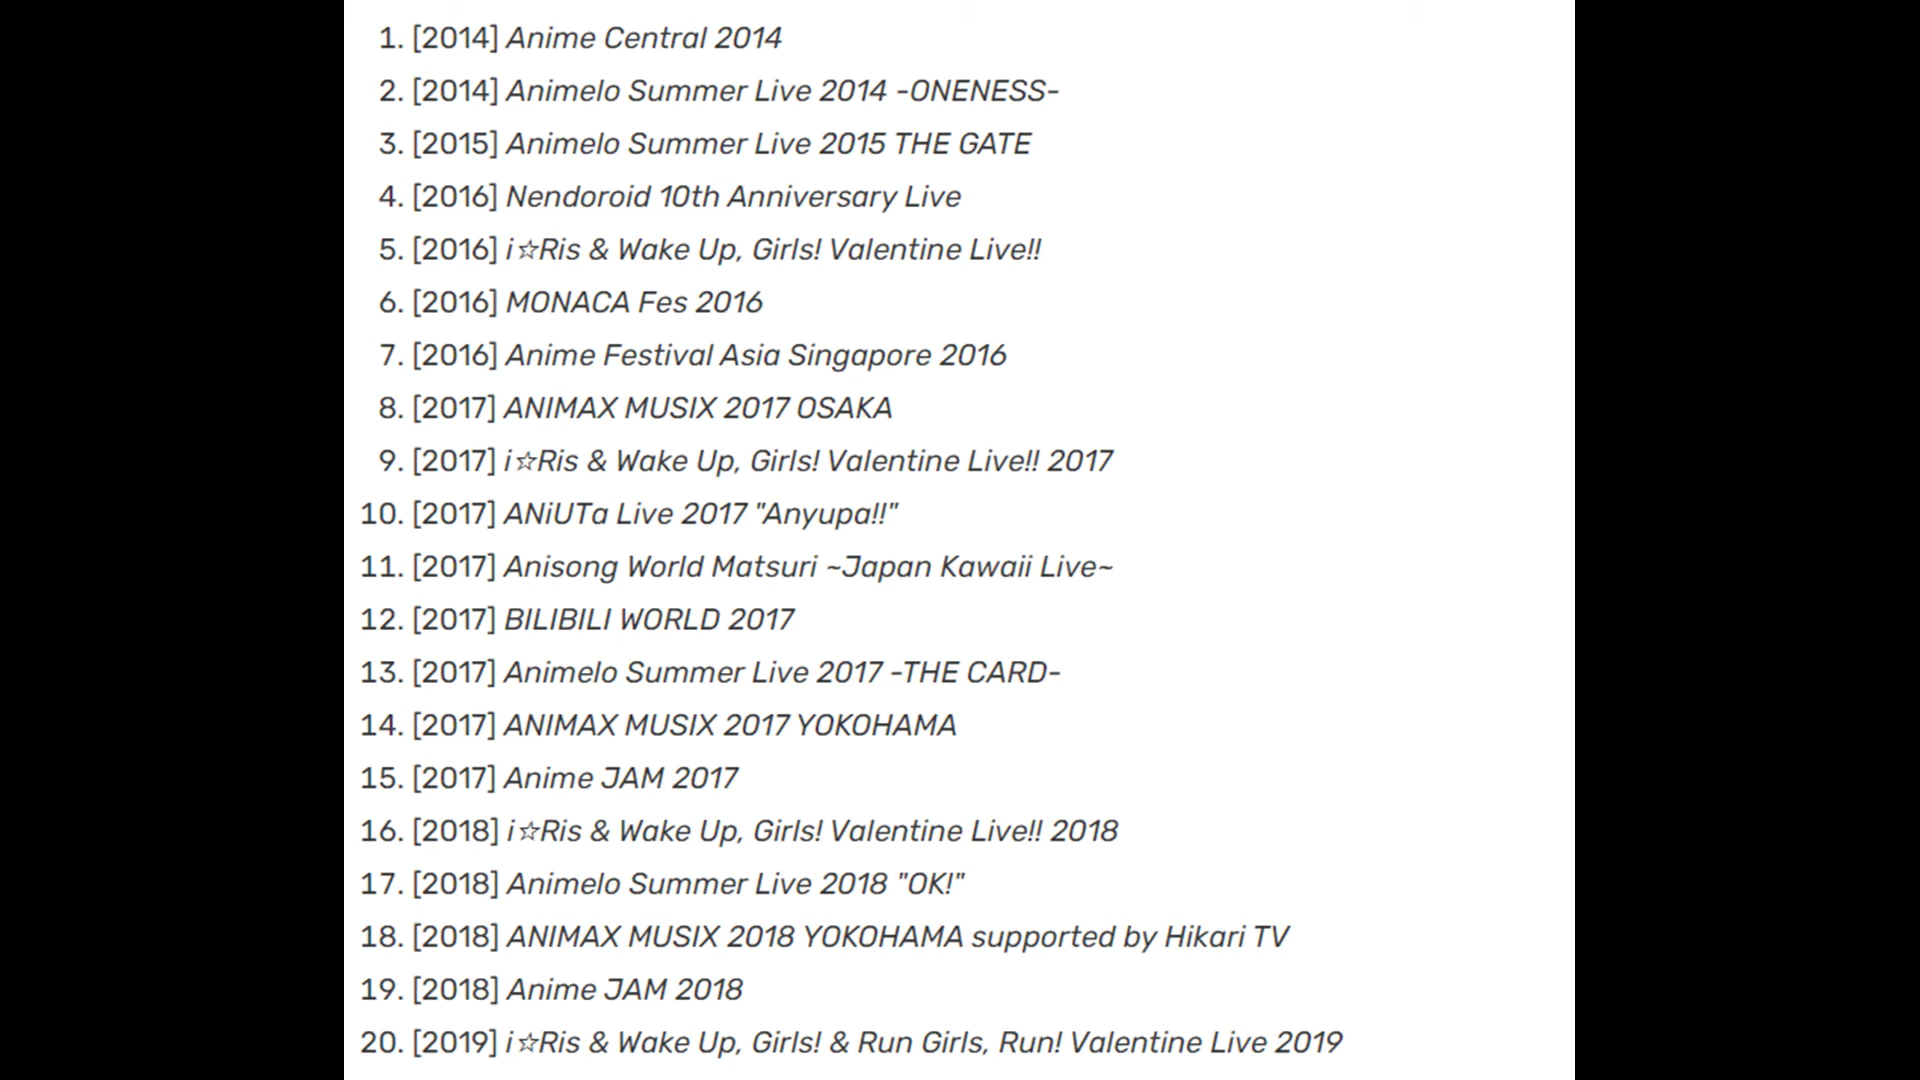 1. [2014] Anime Central 2014
2. [2014] Animelo Summer Live 2014 -ONENESS-
3. [2015] Animelo Summer Live 2015 THE GATE
4. [2016] Nendoroid 10th Anniversary Live
5. [2016] i☆Ris & Wake Up, Girls! Valentine Live!!
6. [2016] MONACA Fes 2016
7. [2016] Anime Festival Asia Singapore 2016
8. [2017] ANIMAX MUSIX 2017 OSAKA
9. [2017] i☆Ris & Wake Up, Girls! Valentine Live!! 2017
10. [2017] ANiUTa Live 2017 "Anyupa!!"
11. [2017] Anisong World Matsuri ~Japan Kawaii Live~
12. [2017] BILIBILI WORLD 2017
13. [2017] Animelo Summer Live 2017 -THE CARD-
14. [2017] ANIMAX MUSIX 2017 YOKOHAMA
15. [2017] Anime JAM 2017
16. [2018] i☆Ris & Wake Up, Girls! Valentine Live!! 2018
17. [2018] Animelo Summer Live 2018 "OK!"
18. [2018] ANIMAX MUSIX 2018 YOKOHAMA supported by Hikari TV
19. [2018] Anime JAM 2018
20. [2019] i☆Ris & Wake Up, Girls! & Run Girls, Run! Valentine Live 2019